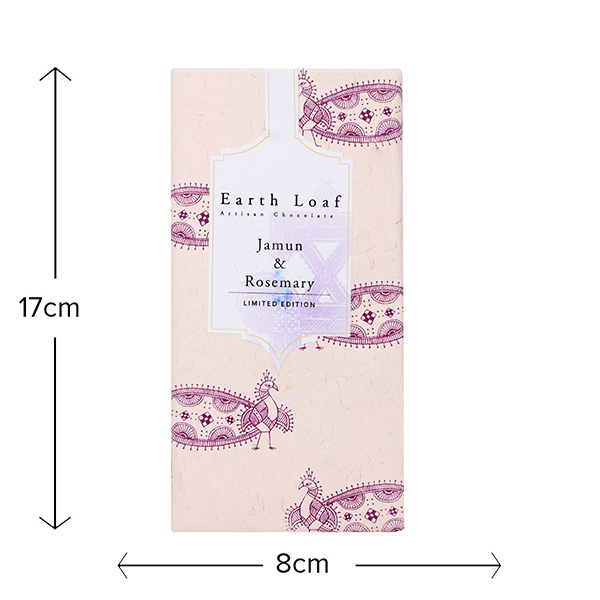 Earth Loaf
Artisan Chocolate
Jamun
&
Rosemary
LIMITED EDITION
17cm
8cm